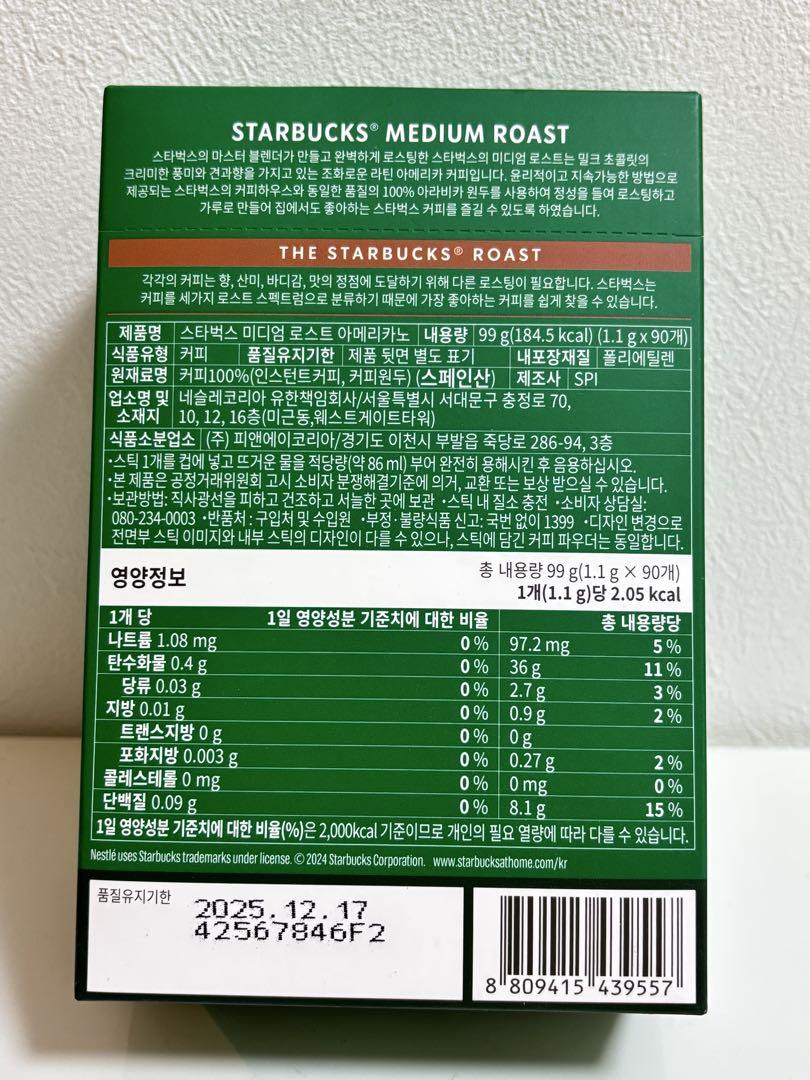 STARBUCKS® MEDIUM ROAST
스타벅스의 마스터 블렌더가 만들고 완벽하게 로스팅한 스타벅스의 미디엄 로스트는 밀크 초콜릿의
크리미한 풍미와 견과향을 가지고 있는 조화로운 라틴 아메리카 커피입니다. 윤리적이고 지속가능한 방법으로
제공되는 스타벅스의 커피하우스와 동일한 품질의 100% 아라비카 원두를 사용하여 정성을 들여 로스팅하고
가루로 만들어 집에서도 좋아하는 스타벅스 커피를 즐길 수 있도록 하였습니다.
THE STARBUCKS® ROAST
각각의 커피는 향, 산미, 바디감, 맛의 정점에 도달하기 위해 다른 로스팅이 필요합니다. 스타벅스는
커피를 세가지 로스트 스펙트럼으로 분류하기 때문에 가장 좋아하는 커피를 쉽게 찾을 수 있습니다.
제품명 스타벅스 미디엄 로스트 아메리카노 내용량 99 g(184.5 kcal) (1.1 g x 90개)
식품유형 커피 품질유지기한 제품 뒷면 별도 표기 내포장재질 폴리에틸렌
원재료명 커피100%(인스턴트커피, 커피원두) (스페인산) 제조사 SPI
업소명 및 소재지 네슬레코리아 유한책임회사/서울특별시 서대문구 충정로 70,
10, 12, 16층(미근동,웨스트게이트타워)
식품소분업소 (주) 피앤에이코리아/경기도 이천시 부발읍 죽당로 286-94, 3층
•스틱 1개를 컵에 넣고 뜨거운 물을 적당량(약 86 ml) 부어 완전히 용해시킨 후 음용하십시오.
•본 제품은 공정거래위원회 고시 소비자 분쟁해결기준에 의거, 교환 또는 보상 받으실 수 있습니다.
•보관방법: 직사광선을 피하고 건조하고 서늘한 곳에 보관 •스틱 내 질소 충전 •소비자 상담실:
080-234-0003 •반품처 : 구입처 및 수입원 •부정·불량식품 신고: 국번 없이 1399 •디자인 변경으로
전면부 스틱 이미지와 내부 스틱의 디자인이 다를 수 있으나, 스틱에 담긴 커피 파우더는 동일합니다.
영양정보 총 내용량 99 g(1.1 g × 90개)
1개(1.1 g)당 2.05 kcal
1개 당 1일 영양성분 기준치에 대한 비율 총 내용량당
나트륨 1.08 mg 0 % 97.2 mg 5 %
탄수화물 0.4 g 0 % 36 g 11 %
당류 0.03 g 0 % 2.7 g 3 %
지방 0.01 g 0 % 0.9 g 2 %
트랜스지방 0 g 0 % 0 g
포화지방 0.003 g 0 % 0.27 g 2 %
콜레스테롤 0 mg 0 % 0 mg 0 %
단백질 0.09 g 0 % 8.1 g 15 %
1일 영양성분 기준치에 대한 비율(%)은 2,000kcal 기준이므로 개인의 필요 열량에 따라 다를 수 있습니다.
Nestlé uses Starbucks trademarks under license. © 2024 Starbucks Corporation. www.starbucksathome.com/kr
품질유지기한
2025.12.17
42567846F2
8 809415 439557